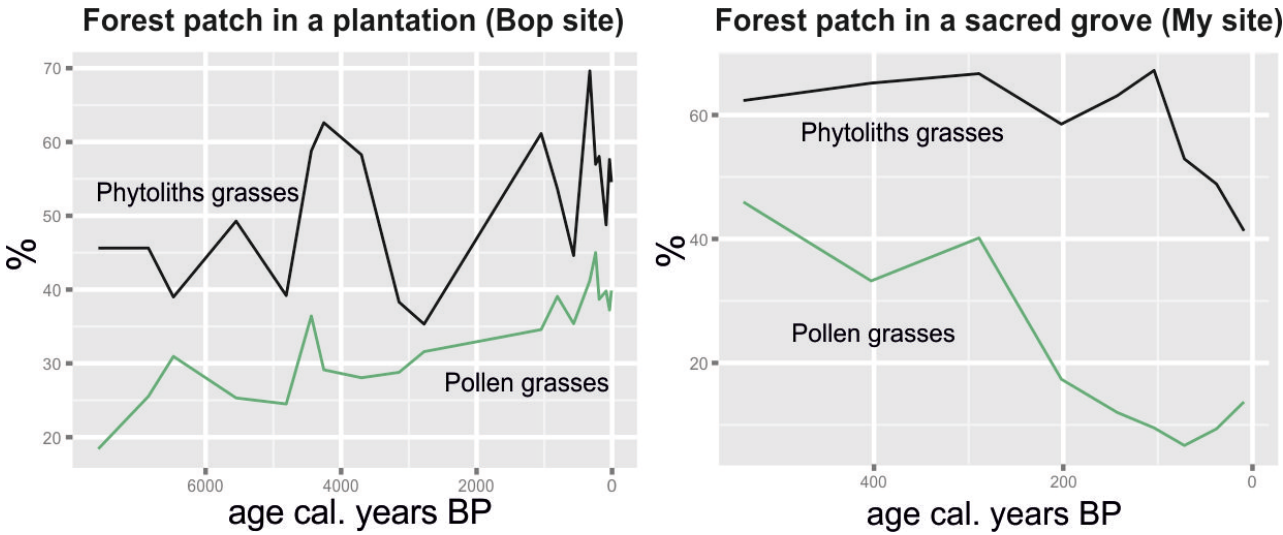 Forest patch in a plantation (Bop site)
70
60
50
40
30
20
%
Phytoliths grasses
Pollen grasses
6000 4000 2000 0
age cal. years BP
Forest patch in a sacred grove (My site)
60
40
20
%
Phytoliths grasses
Pollen grasses
400 200 0
age cal. years BP